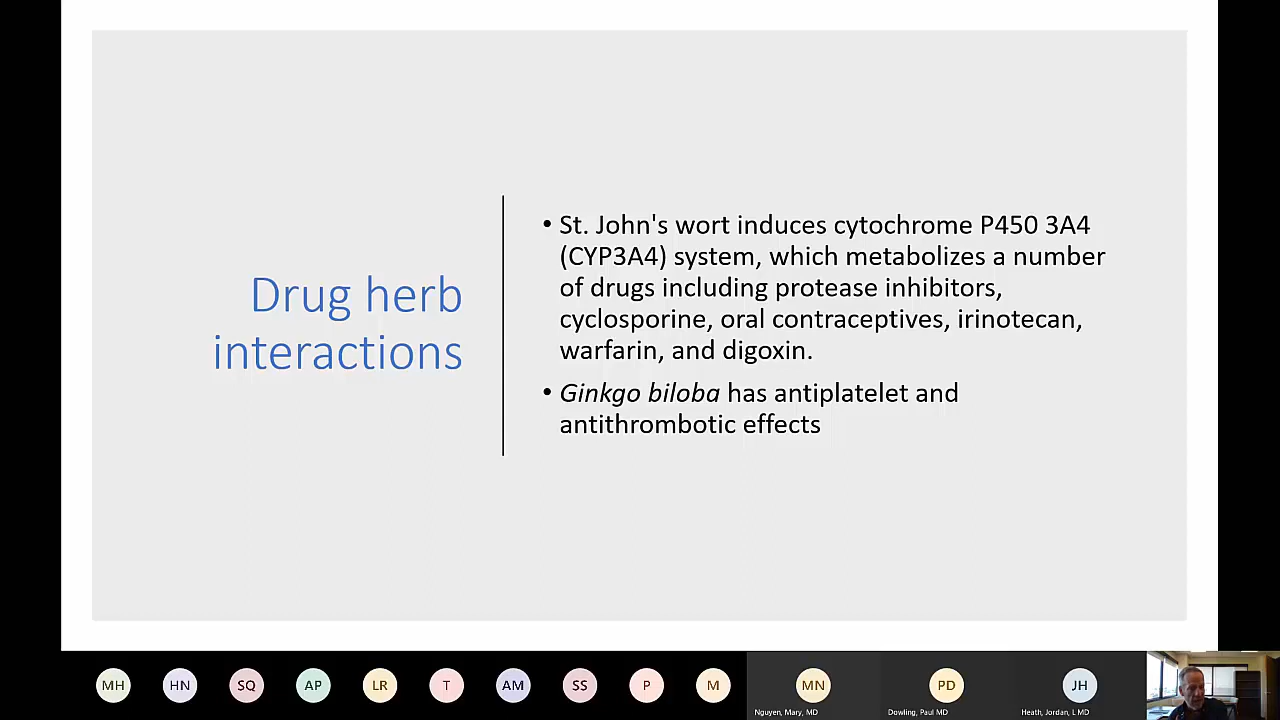 Drug herb
interactions
• St. John's wort induces cytochrome P450 3A4
(CYP3A4) system, which metabolizes a number
of drugs including protease inhibitors,
cyclosporine, oral contraceptives, irinotecan,
warfarin, and digoxin.
• Ginkgo biloba has antiplatelet and
antithrombotic effects
MH HN SQ AP LR T AM SS P M MN PD JH
Nguyen, Mary, MD Dowling, Paul MD Heath, Jordan, L MD